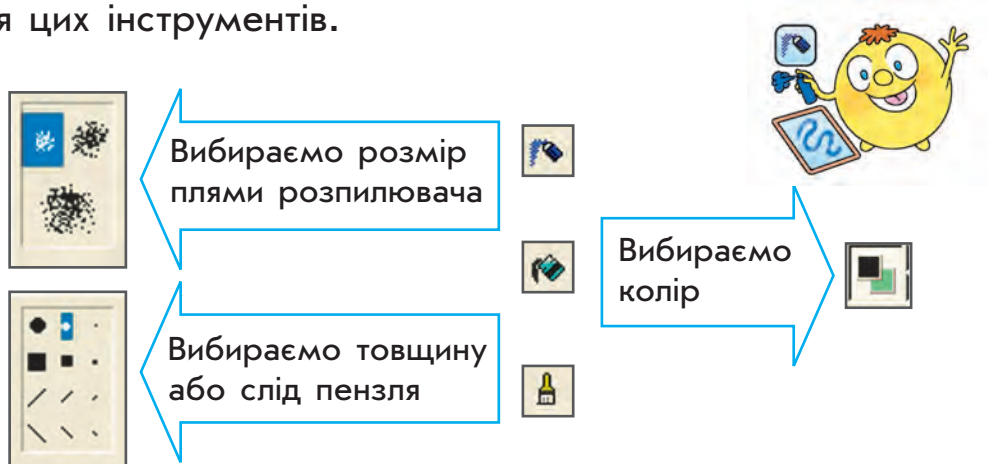 я цих інструментів.
Вибираємо розмір
плями розпилювача
Вибираємо
колір
Вибираємо товщину
або слід пензля